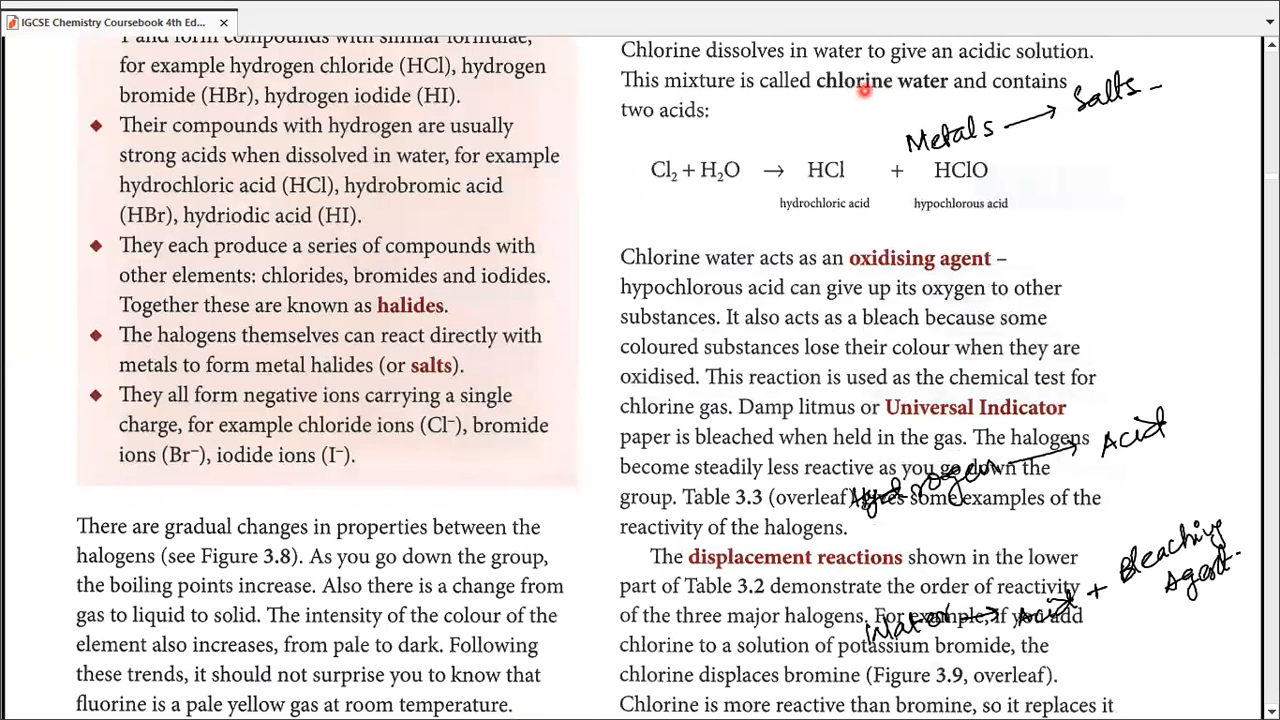 IGCSE Chemistry Coursebook 4th Ed...
1 and form compounds with similar formulae,
for example hydrogen chloride (HCl), hydrogen
bromide (HBr), hydrogen iodide (HI).
◆ Their compounds with hydrogen are usually
strong acids when dissolved in water, for example
hydrochloric acid (HCl), hydrobromic acid
(HBr), hydriodic acid (HI).
◆ They each produce a series of compounds with
other elements: chlorides, bromides and iodides.
Together these are known as halides.
◆ The halogens themselves can react directly with
metals to form metal halides (or salts).
◆ They all form negative ions carrying a single
charge, for example chloride ions (Cl⁻), bromide
ions (Br⁻), iodide ions (I⁻).
There are gradual changes in properties between the
halogens (see Figure 3.8). As you go down the group,
the boiling points increase. Also there is a change from
gas to liquid to solid. The intensity of the colour of the
element also increases, from pale to dark. Following
these trends, it should not surprise you to know that
fluorine is a pale yellow gas at room temperature.
Chlorine dissolves in water to give an acidic solution.
This mixture is called chlorine water and contains
two acids:
Metals → Salts -
Cl₂ + H₂O → HCl + HClO
hydrochloric acid hypochlorous acid
Chlorine water acts as an oxidising agent –
hypochlorous acid can give up its oxygen to other
substances. It also acts as a bleach because some
coloured substances lose their colour when they are
oxidised. This reaction is used as the chemical test for
chlorine gas. Damp litmus or Universal Indicator
paper is bleached when held in the gas. The halogens
become steadily less reactive as you go down the
group. Table 3.3 (overleaf) gives some examples of the
reactivity of the halogens.
Hydrogen → Acid
The displacement reactions shown in the lower
part of Table 3.2 demonstrate the order of reactivity
of the three major halogens. For example, if you add
chlorine to a solution of potassium bromide, the
chlorine displaces bromine (Figure 3.9, overleaf).
Chlorine is more reactive than bromine, so it replaces it
Water → Acid + Bleaching
Agent.